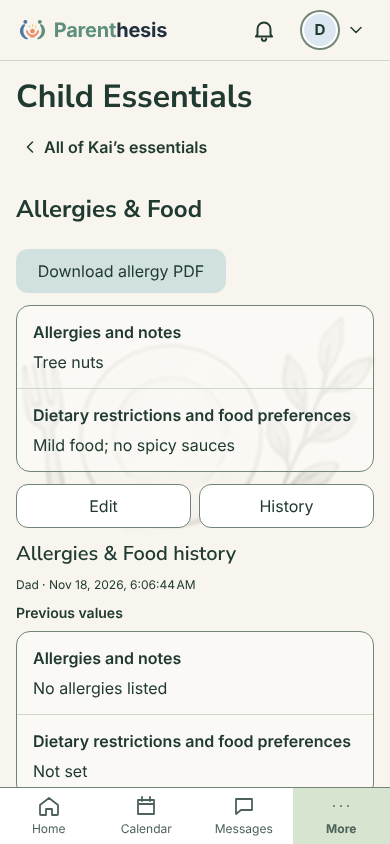 Parenthesis
D
Child Essentials
All of Kai’s essentials
Allergies & Food
Download allergy PDF
Allergies and notes
Tree nuts
Dietary restrictions and food preferences
Mild food; no spicy sauces
Edit
History
Allergies & Food history
Dad · Nov 18, 2026, 6:06:44 AM
Previous values
Allergies and notes
No allergies listed
Dietary restrictions and food preferences
Not set
Home
Calendar
Messages
More